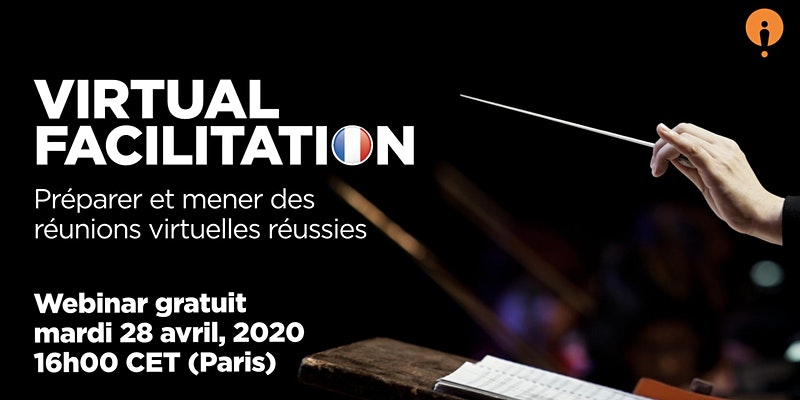 VIRTUAL
FACILITATION
Préparer et mener des
réunions virtuelles réussies
Webinar gratuit
mardi 28 avril, 2020
16h00 CET (Paris)